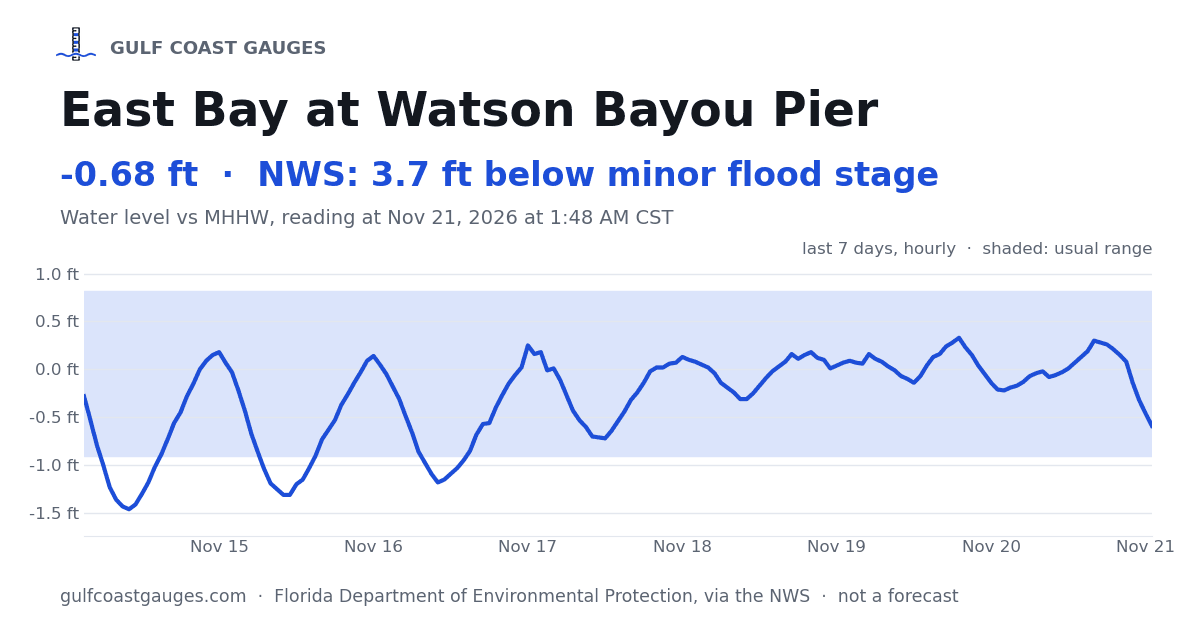 GULF COAST GAUGES
East Bay at Watson Bayou Pier
-0.68 ft · NWS: 3.7 ft below minor flood stage
Water level vs MHHW, reading at Nov 21, 2026 at 1:48 AM CST
last 7 days, hourly · shaded: usual range
1.0 ft
0.5 ft
0.0 ft
-0.5 ft
-1.0 ft
-1.5 ft
Nov 15 Nov 16 Nov 17 Nov 18 Nov 19 Nov 20 Nov 21
gulfcoastgauges.com · Florida Department of Environmental Protection, via the NWS · not a forecast